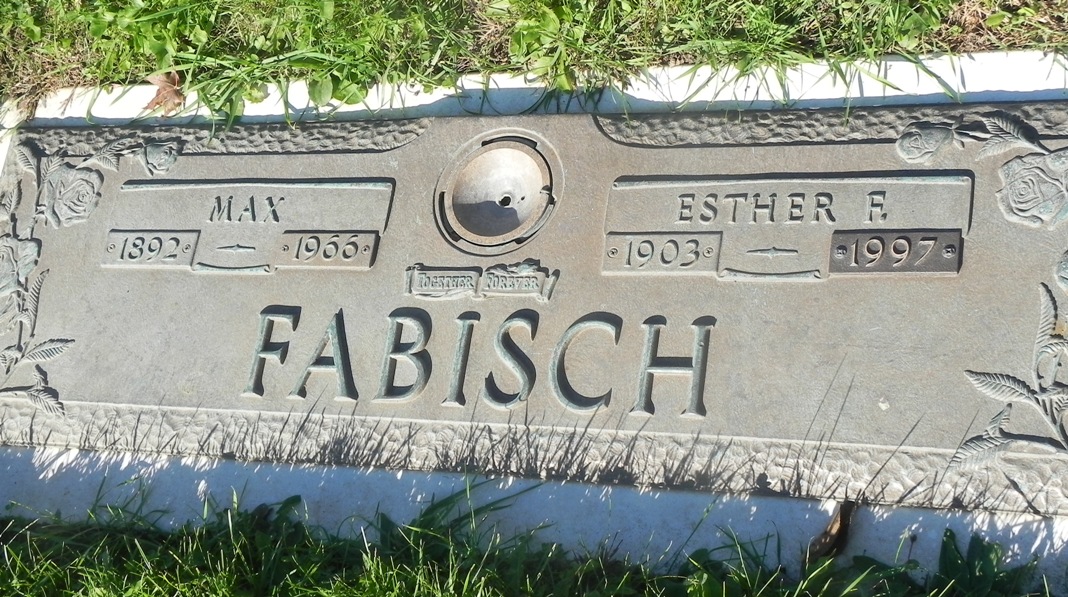 MAX
1892 - 1966
ESTHER F.
1903 - 1997
TOGETHER FOREVER
FABISCH